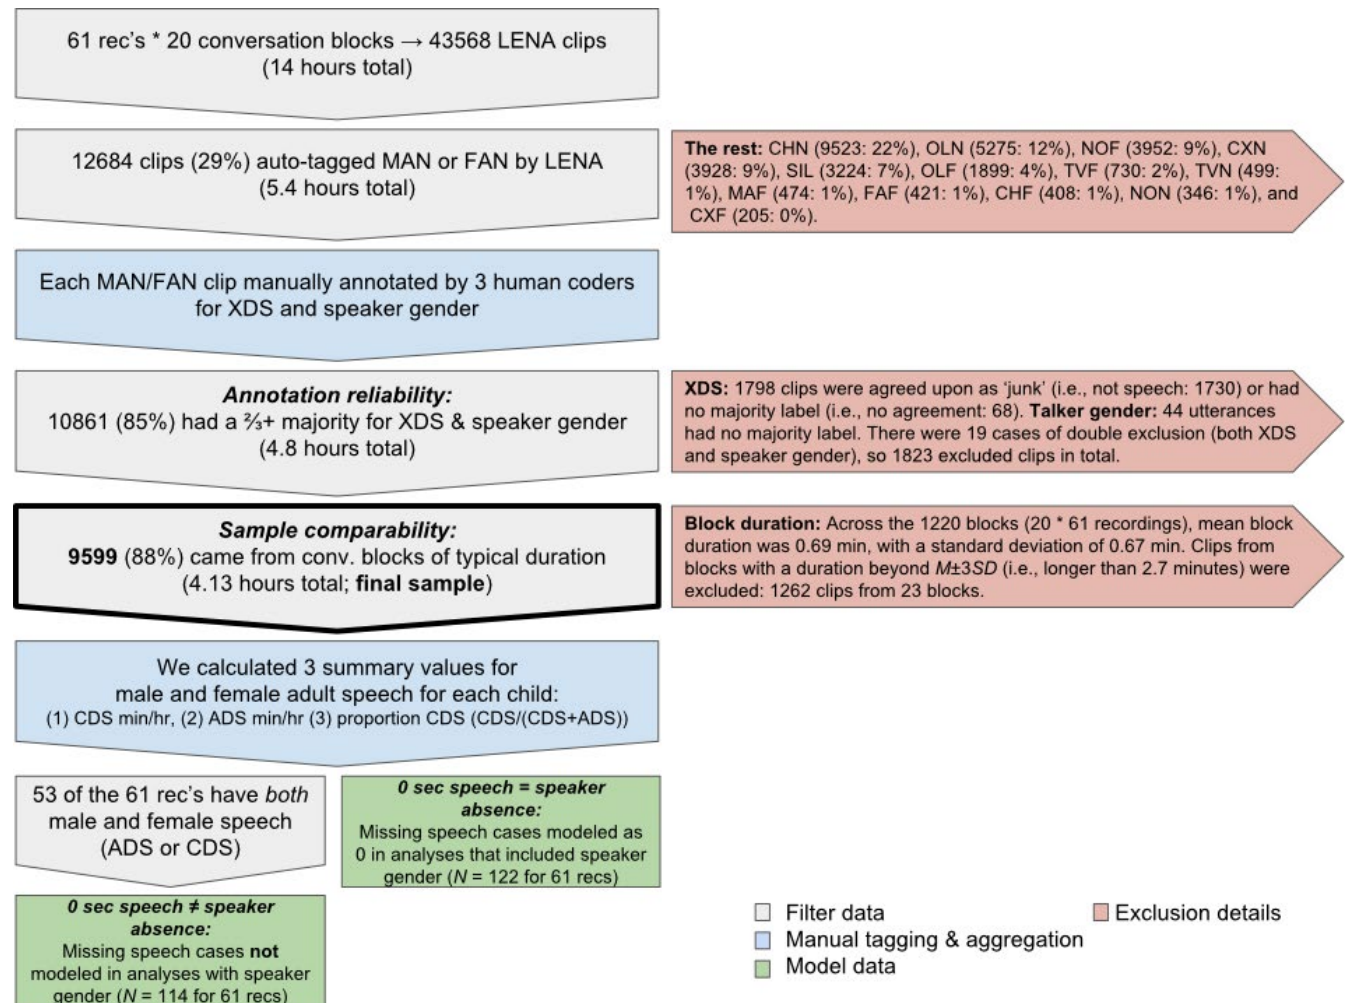 61 rec's * 20 conversation blocks → 43568 LENA clips
(14 hours total)
12684 clips (29%) auto-tagged MAN or FAN by LENA
(5.4 hours total)
The rest: CHN (9523: 22%), OLN (5275: 12%), NOF (3952: 9%), CXN
(3928: 9%), SIL (3224: 7%), OLF (1899: 4%), TVF (730: 2%), TVN (499:
1%), MAF (474: 1%), FAF (421: 1%), CHF (408: 1%), NON (346: 1%), and
CXF (205: 0%).
Each MAN/FAN clip manually annotated by 3 human coders
for XDS and speaker gender
Annotation reliability:
10861 (85%) had a ⅔+ majority for XDS & speaker gender
(4.8 hours total)
XDS: 1798 clips were agreed upon as 'junk' (i.e., not speech: 1730) or had
no majority label (i.e., no agreement: 68). Talker gender: 44 utterances
had no majority label. There were 19 cases of double exclusion (both XDS
and speaker gender), so 1823 excluded clips in total.
Sample comparability:
9599 (88%) came from conv. blocks of typical duration
(4.13 hours total; final sample)
Block duration: Across the 1220 blocks (20 * 61 recordings), mean block
duration was 0.69 min, with a standard deviation of 0.67 min. Clips from
blocks with a duration beyond M±3SD (i.e., longer than 2.7 minutes) were
excluded: 1262 clips from 23 blocks.
We calculated 3 summary values for
male and female adult speech for each child:
(1) CDS min/hr, (2) ADS min/hr (3) proportion CDS (CDS/(CDS+ADS))
53 of the 61 rec's have both
male and female speech
(ADS or CDS)
0 sec speech = speaker
absence:
Missing speech cases modeled as
0 in analyses that included speaker
gender (N = 122 for 61 recs)
0 sec speech ≠ speaker
absence:
Missing speech cases not
modeled in analyses with speaker
gender (N = 114 for 61 recs)
Filter data
Manual tagging & aggregation
Model data
Exclusion details